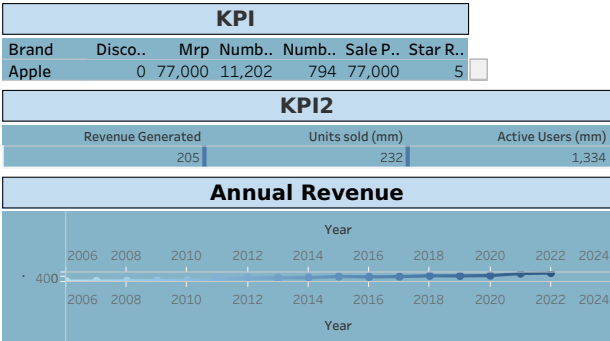 KPI
Brand Disco.. Mrp Numb.. Numb.. Sale P.. Star R..
Apple 0 77,000 11,202 794 77,000 5
KPI2
Revenue Generated Units sold (mm) Active Users (mm)
205 232 1,334
Annual Revenue
Year
2006 2008 2010 2012 2014 2016 2018 2020 2022 2024
400
2006 2008 2010 2012 2014 2016 2018 2020 2022 2024
Year